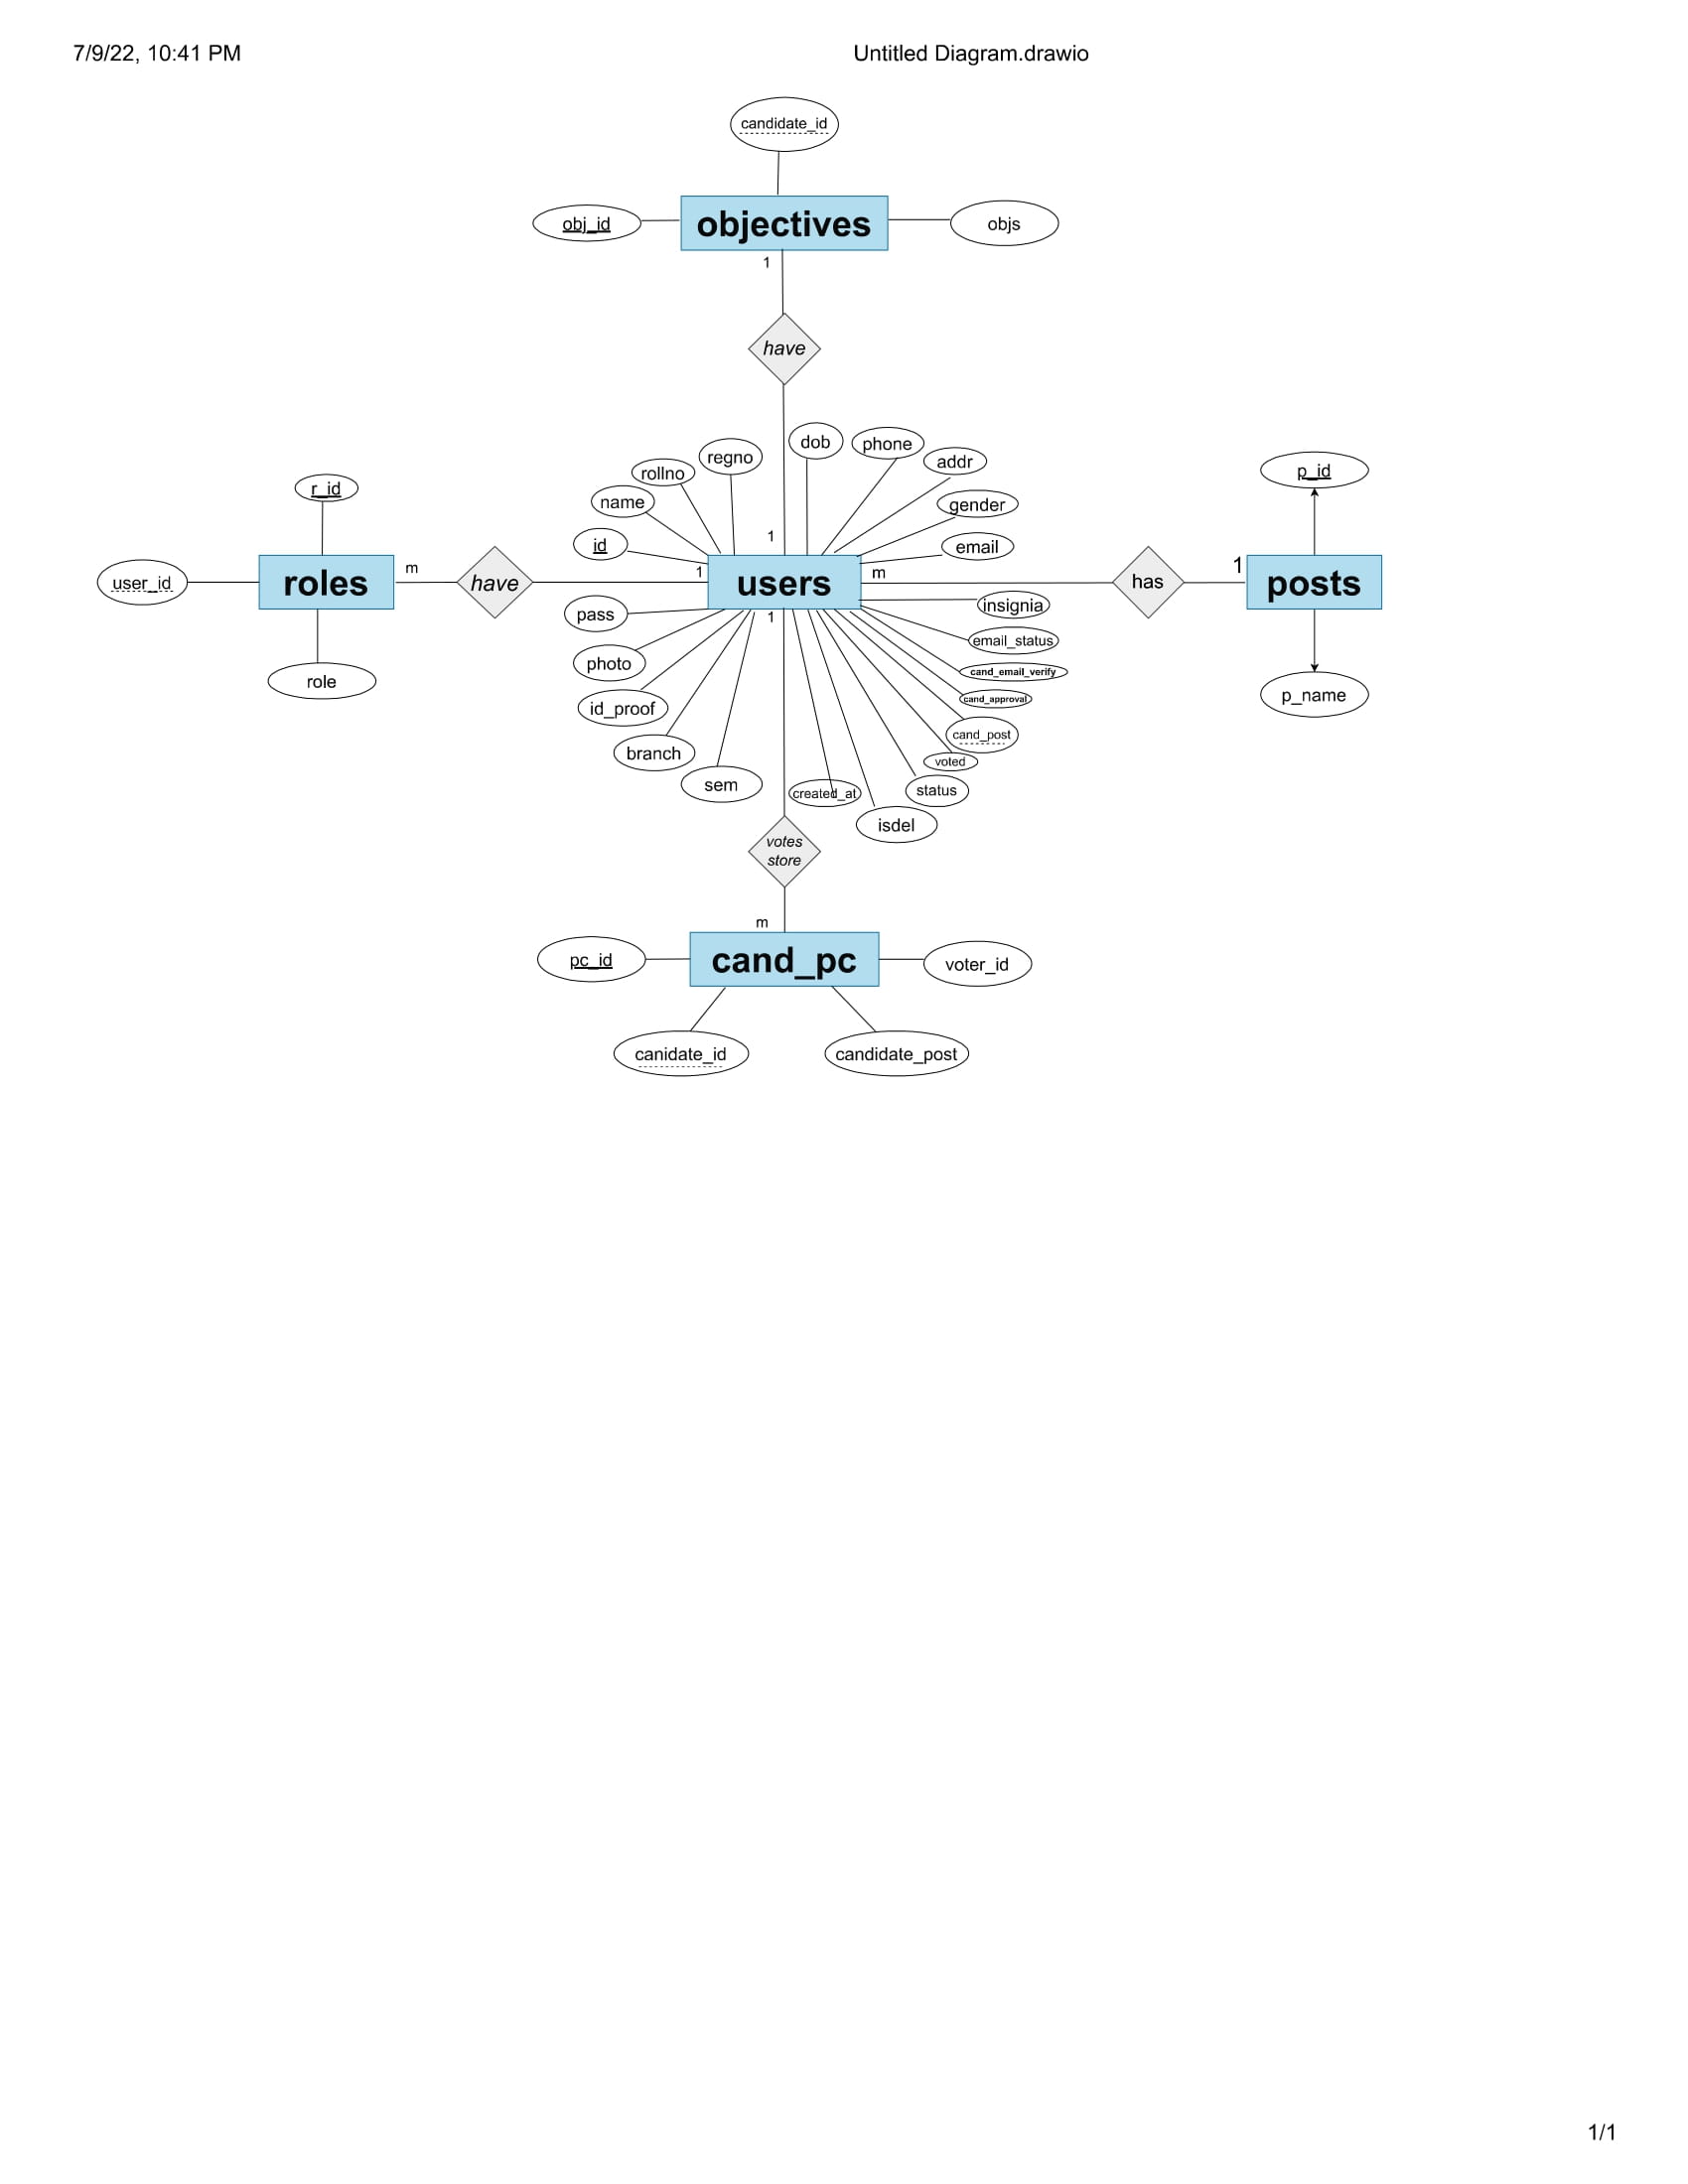 7/9/22, 10:41 PM
Untitled Diagram.drawio
candidate_id
obj_id
objectives
objs
1
have
dob
phone
regno
addr
rollno
r_id
p_id
name
gender
1
id
email
user_id
roles
m
have
1
users
m
has
1
posts
pass
1
insignia
email_status
photo
cand_email_verify
role
cand_approval
p_name
id_proof
cand_post
branch
voted
sem
created_at
status
isdel
votes
store
m
pc_id
cand_pc
voter_id
canidate_id
candidate_post
1/1